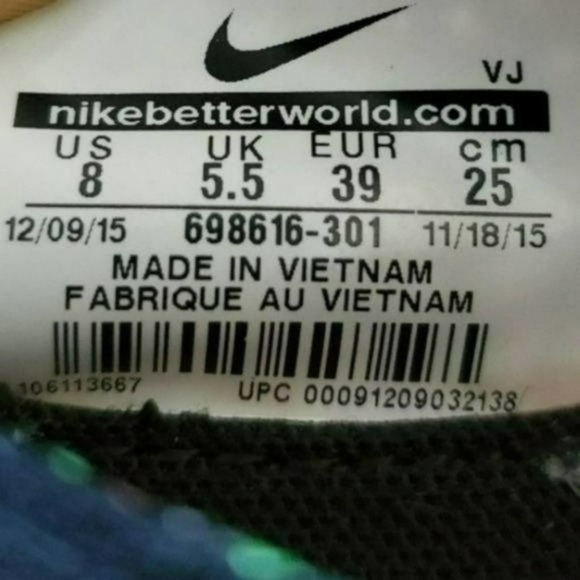 VJ
nikebetterworld.com
US UK EUR cm
8 5.5 39 25
12/09/15 698616-301 11/18/15
MADE IN VIETNAM
FABRIQUE AU VIETNAM
106113667 UPC 00091209032138